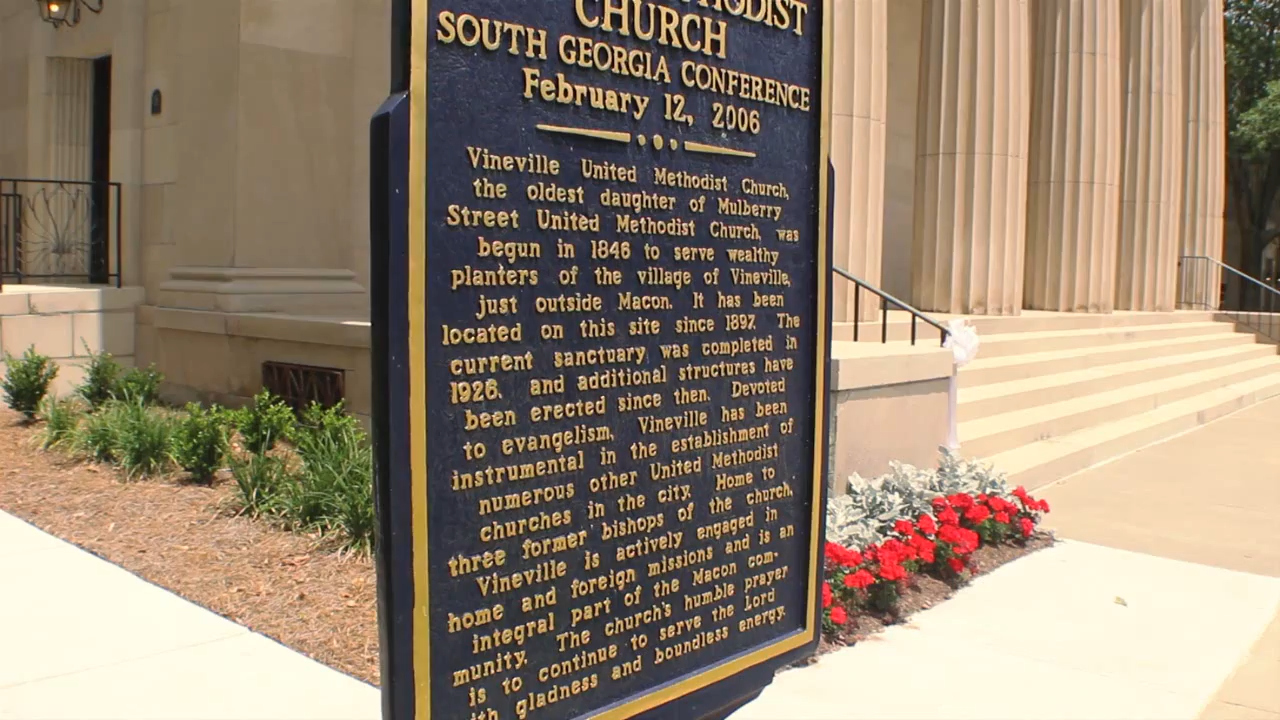 METHODIST
CHURCH
SOUTH GEORGIA CONFERENCE
February 12, 2006
Vineville United Methodist Church,
the oldest daughter of Mulberry
Street United Methodist Church, was
begun in 1846 to serve wealthy
planters of the village of Vineville,
just outside Macon. It has been
located on this site since 1897. The
current sanctuary was completed in
1926, and additional structures have
been erected since then. Devoted
to evangelism, Vineville has been
instrumental in the establishment of
numerous other United Methodist
churches in the city. Home to
three former bishops of the church,
Vineville is actively engaged in
home and foreign missions and is an
integral part of the Macon com-
munity. The church's humble prayer
is to continue to serve the Lord
with gladness and boundless energy.